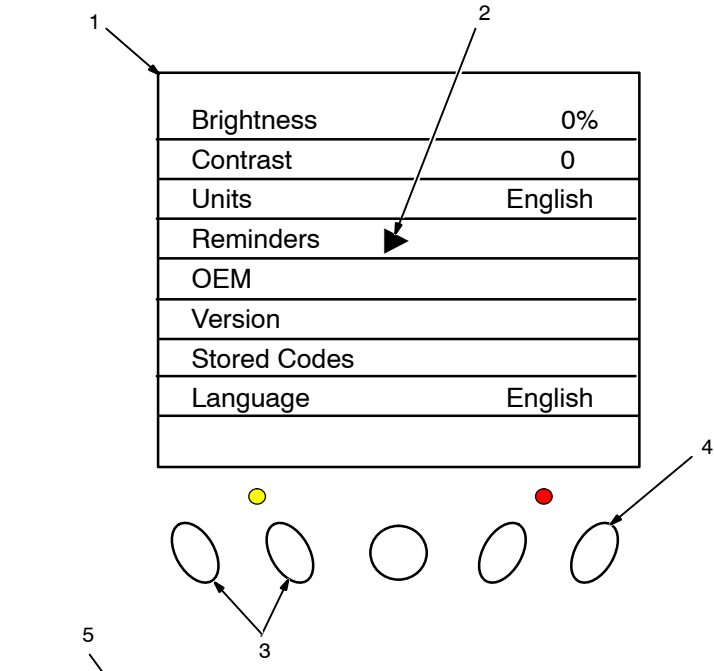 1
2
Brightness 0%
Contrast 0
Units English
Reminders
OEM
Version
Stored Codes
Language English
4
3
5